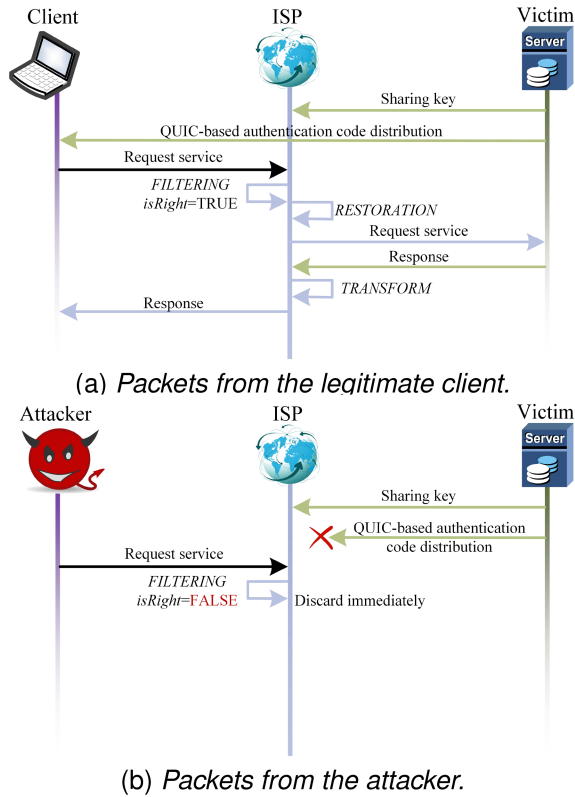 Client ISP Victim
Server
Sharing key
QUIC-based authentication code distribution
Request service
FILTERING
isRight=TRUE
RESTORATION
Request service
Response
TRANSFORM
Response
(a) Packets from the legitimate client.
Attacker ISP Victim
Server
Sharing key
QUIC-based authentication
code distribution
Request service
FILTERING
isRight=FALSE
Discard immediately
(b) Packets from the attacker.